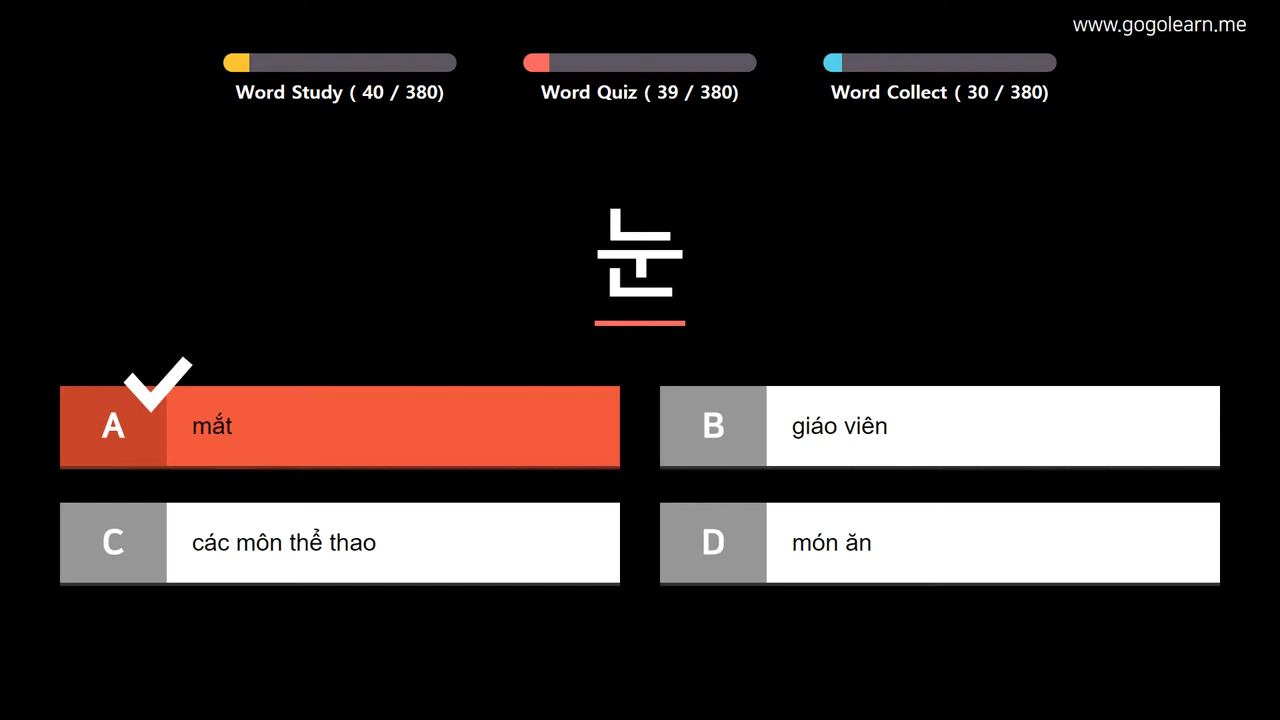 www.gogolearn.me
Word Study ( 40 / 380)
Word Quiz ( 39 / 380)
Word Collect ( 30 / 380)
눈
A
mắt
B
giáo viên
C
các môn thể thao
D
món ăn